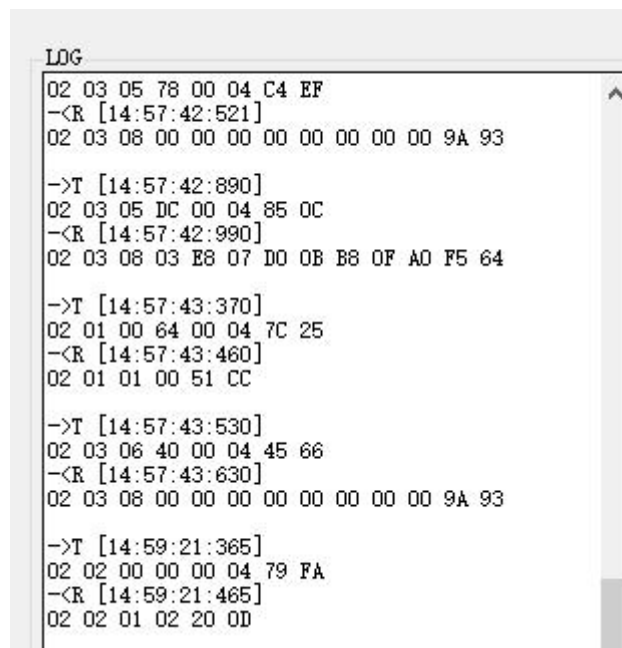 LOG
02 03 05 78 00 04 C4 EF
-<R [14:57:42:521]
02 03 08 00 00 00 00 00 00 00 00 9A 93
->T [14:57:42:890]
02 03 05 DC 00 04 85 0C
-<R [14:57:42:990]
02 03 08 03 E8 07 D0 0B B8 0F A0 F5 64
->T [14:57:43:370]
02 01 00 64 00 04 7C 25
-<R [14:57:43:460]
02 01 01 00 51 CC
->T [14:57:43:530]
02 03 06 40 00 04 45 66
-<R [14:57:43:630]
02 03 08 00 00 00 00 00 00 00 00 9A 93
->T [14:59:21:365]
02 02 00 00 00 04 79 FA
-<R [14:59:21:465]
02 02 01 02 20 0D